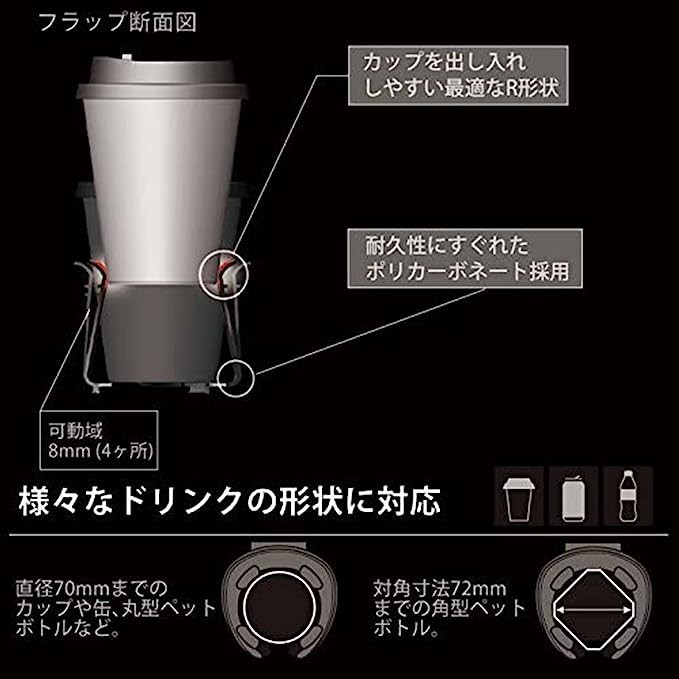 フラップ断面図
カップを出し入れ
しやすい最適なR形状
耐久性にすぐれた
ポリカーボネート採用
可動域
8mm (4ヶ所)
様々なドリンクの形状に対応
直径70mmまでの
カップや缶、丸型ペット
ボトルなど。
対角寸法72mm
までの角型ペット
ボトル。